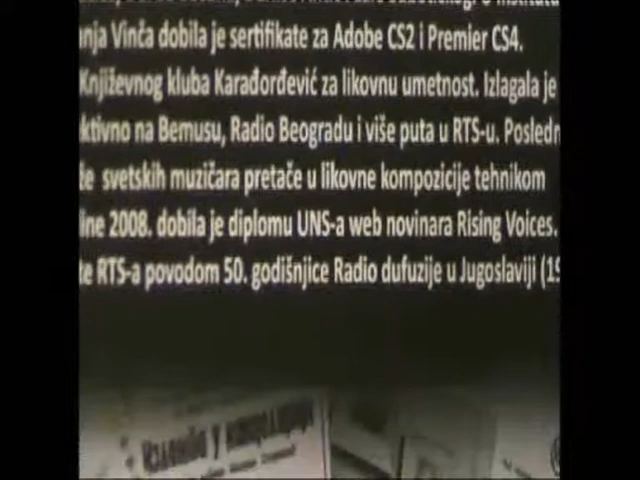 anja Vinča dobila je sertifikate za Adobe CS2 i Premier CS4.
Književnog kluba Karađorđević za likovnu umetnost. Izlagala je
ktivno na Bemusu, Radio Beogradu i više puta u RTS-u. Posledn
že svetskih muzičara pretače u likovne kompozicije tehnikom
ine 2008. dobila je diplomu UNS-a web novinara Rising Voices.
te RTS-a povodom 50. godišnjice Radio dufuzije u Jugoslaviji (19